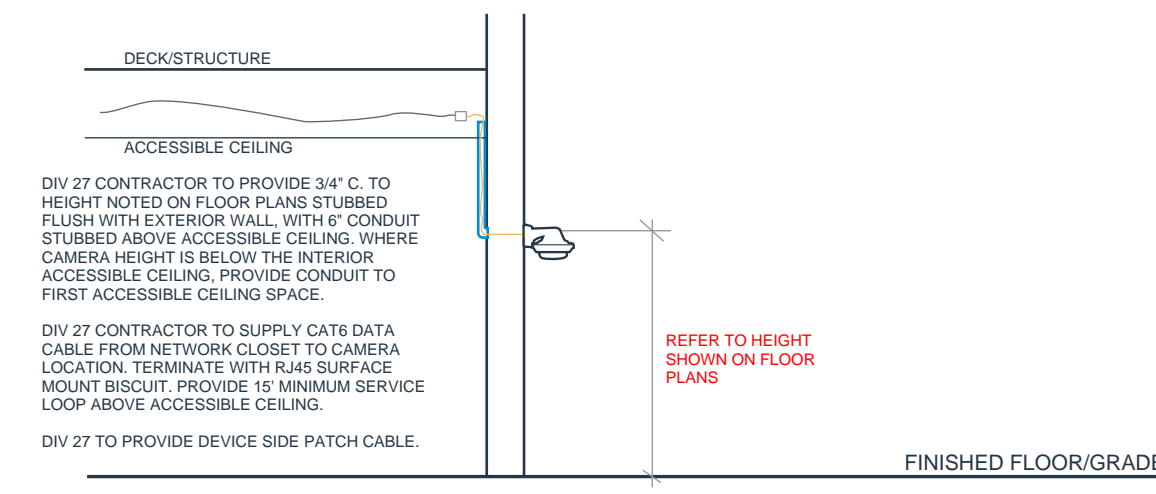 DECK/STRUCTURE
ACCESSIBLE CEILING
DIV 27 CONTRACTOR TO PROVIDE 3/4" C. TO
HEIGHT NOTED ON FLOOR PLANS STUBBED
FLUSH WITH EXTERIOR WALL, WITH 6" CONDUIT
STUBBED ABOVE ACCESSIBLE CEILING. WHERE
CAMERA HEIGHT IS BELOW THE INTERIOR
ACCESSIBLE CEILING, PROVIDE CONDUIT TO
FIRST ACCESSIBLE CEILING SPACE.
DIV 27 CONTRACTOR TO SUPPLY CAT6 DATA
CABLE FROM NETWORK CLOSET TO CAMERA
LOCATION. TERMINATE WITH RJ45 SURFACE
MOUNT BISCUIT. PROVIDE 15' MINIMUM SERVICE
LOOP ABOVE ACCESSIBLE CEILING.
DIV 27 TO PROVIDE DEVICE SIDE PATCH CABLE.
REFER TO HEIGHT
SHOWN ON FLOOR
PLANS
FINISHED FLOOR/GRADE